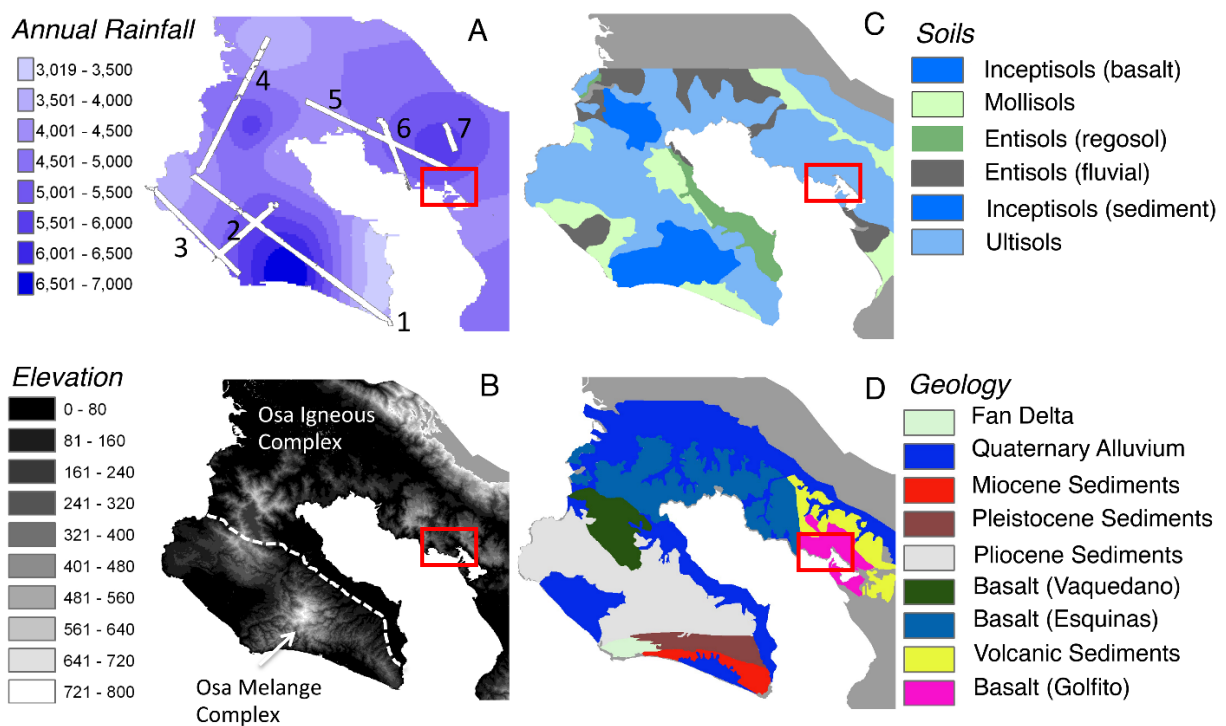 Annual Rainfall
3,019 - 3,500
3,501 - 4,000
4,001 - 4,500
4,501 - 5,000
5,001 - 5,500
5,501 - 6,000
6,001 - 6,500
6,501 - 7,000
A
4
5
6
7
2
3
1
C
Soils
Inceptisols (basalt)
Mollisols
Entisols (regosol)
Entisols (fluvial)
Inceptisols (sediment)
Ultisols
Elevation
0 - 80
81 - 160
161 - 240
241 - 320
321 - 400
401 - 480
481 - 560
561 - 640
641 - 720
721 - 800
B
Osa Igneous
Complex
Osa Melange
Complex
D
Geology
Fan Delta
Quaternary Alluvium
Miocene Sediments
Pleistocene Sediments
Pliocene Sediments
Basalt (Vaquedano)
Basalt (Esquinas)
Volcanic Sediments
Basalt (Golfito)